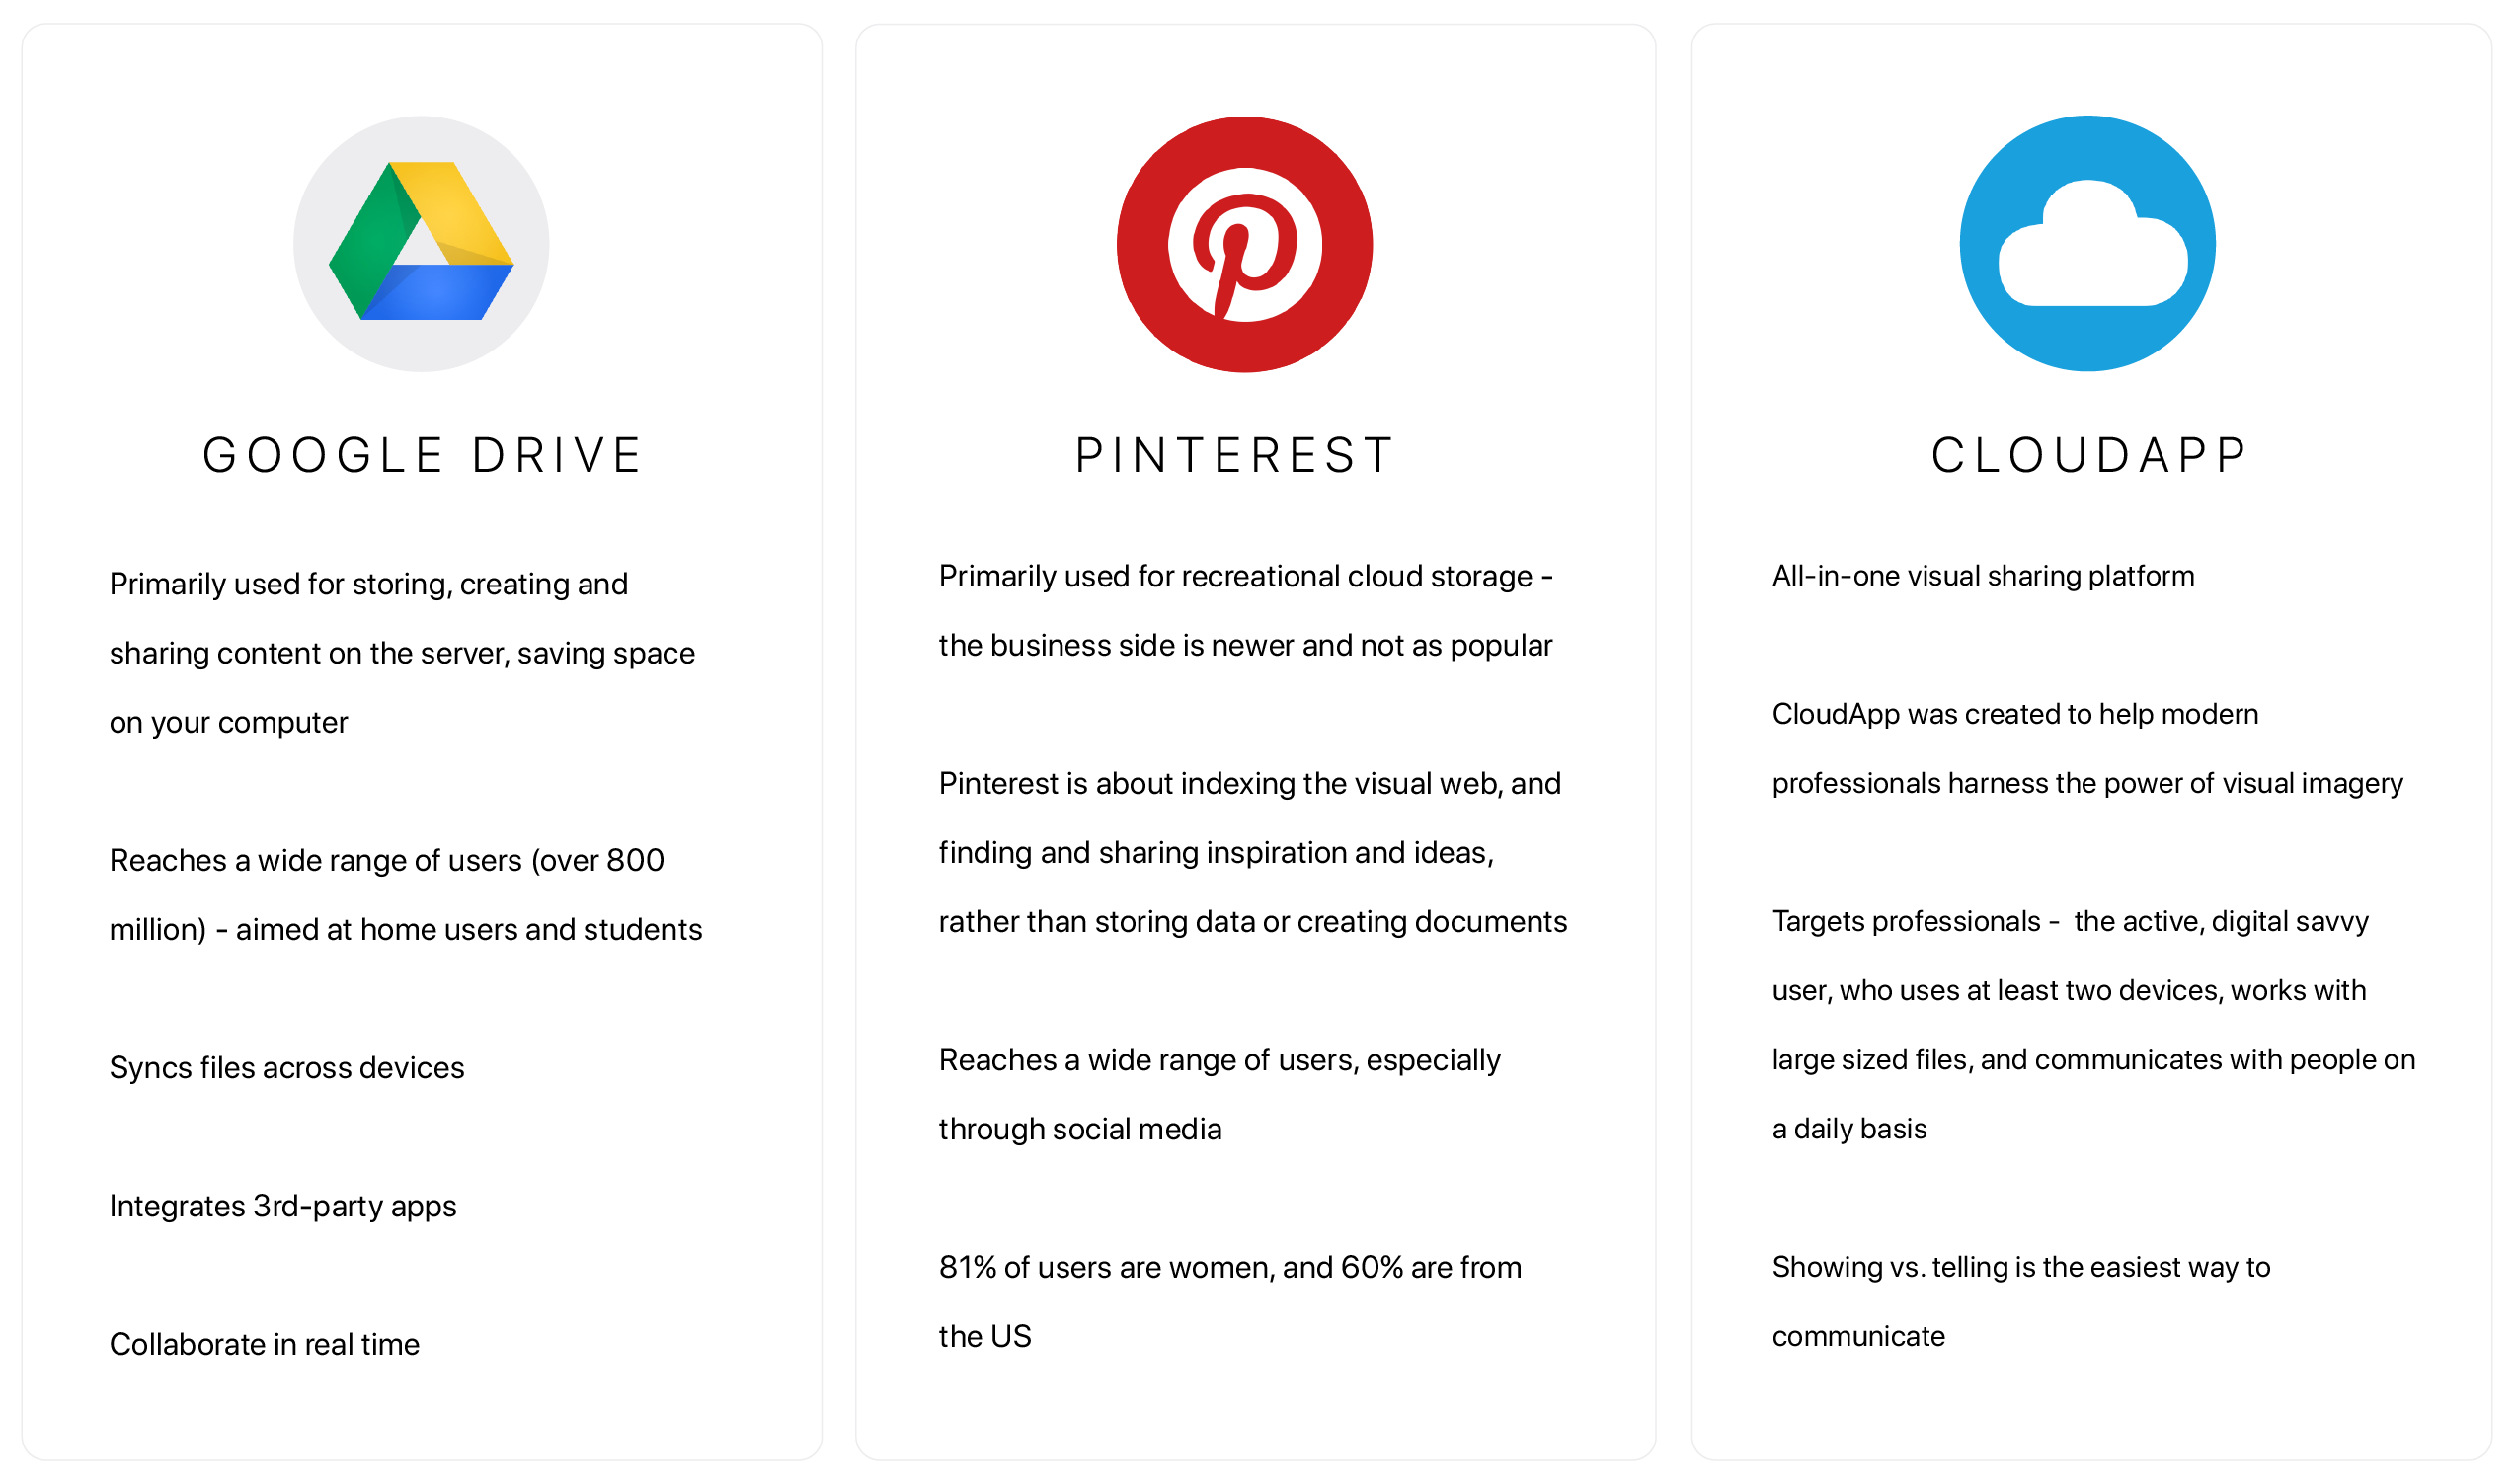 GOOGLE DRIVE
Primarily used for storing, creating and
sharing content on the server, saving space
on your computer
Reaches a wide range of users (over 800
million) - aimed at home users and students
Syncs files across devices
Integrates 3rd-party apps
Collaborate in real time
PINTEREST
Primarily used for recreational cloud storage -
the business side is newer and not as popular
Pinterest is about indexing the visual web, and
finding and sharing inspiration and ideas,
rather than storing data or creating documents
Reaches a wide range of users, especially
through social media
81% of users are women, and 60% are from
the US
CLOUDAPP
All-in-one visual sharing platform
CloudApp was created to help modern
professionals harness the power of visual imagery
Targets professionals -  the active, digital savvy
user, who uses at least two devices, works with
large sized files, and communicates with people on
a daily basis
Showing vs. telling is the easiest way to
communicate